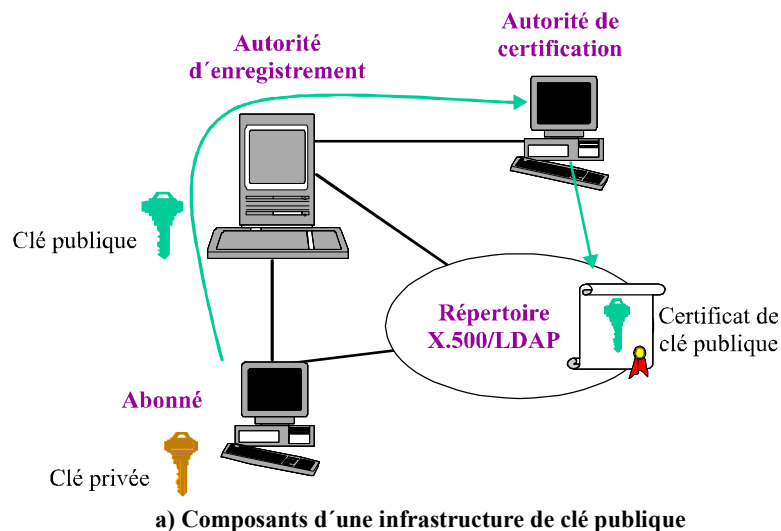 Autorité de
certification
Autorité
d´enregistrement
Clé publique
Répertoire
X.500/LDAP
Certificat de
clé publique
Abonné
Clé privée
a) Composants d´une infrastructure de clé publique